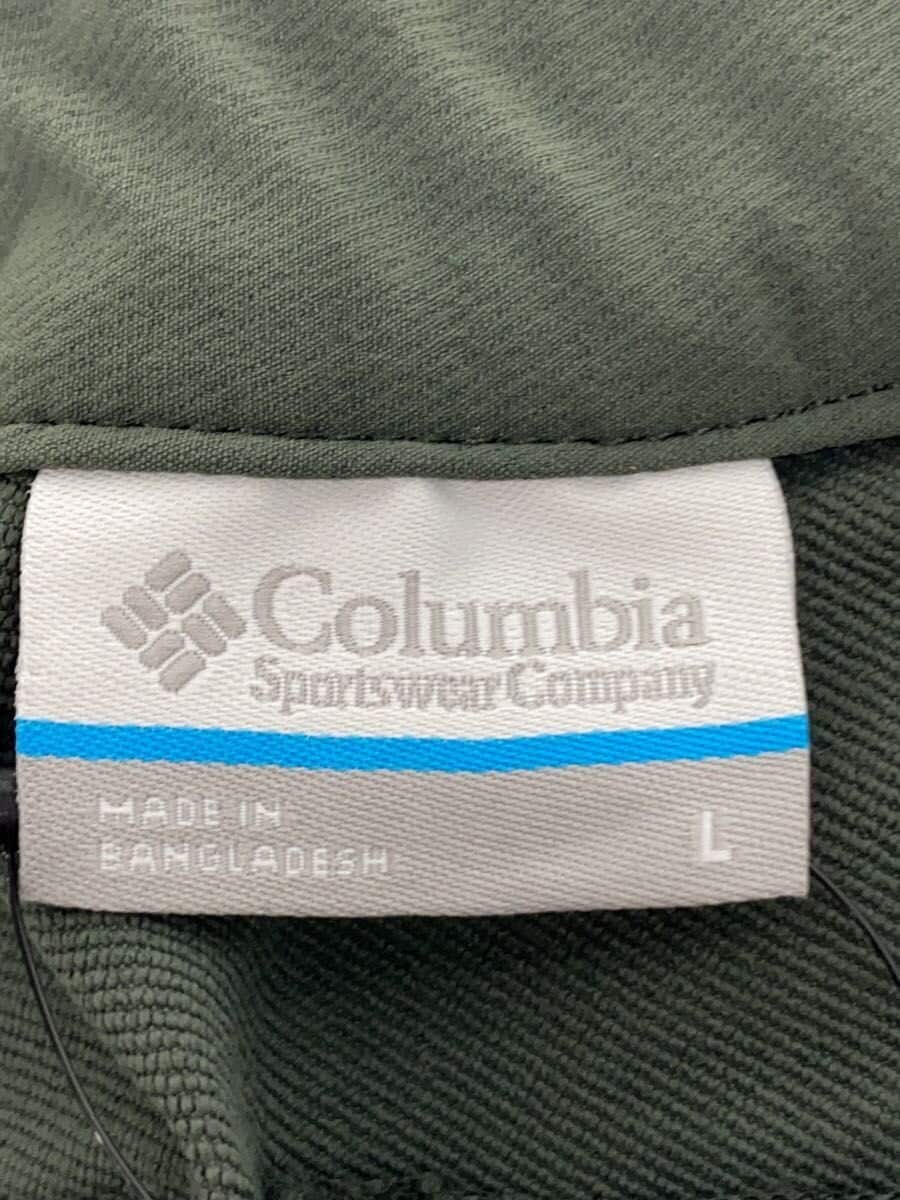 Columbia
Sportswear Company
MADE IN
BANGLADESH
L